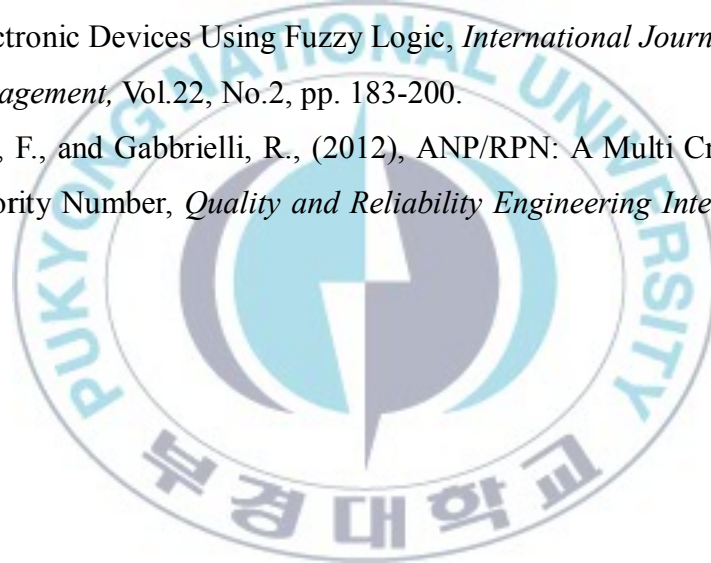 ctronic Devices Using Fuzzy Logic, International Journ
agement, Vol.22, No.2, pp. 183-200.
, F., and Gabbrielli, R., (2012), ANP/RPN: A Multi Cr
ority Number, Quality and Reliability Engineering Inte
PUKYONG NATIONAL UNIVERSITY
부경대학교